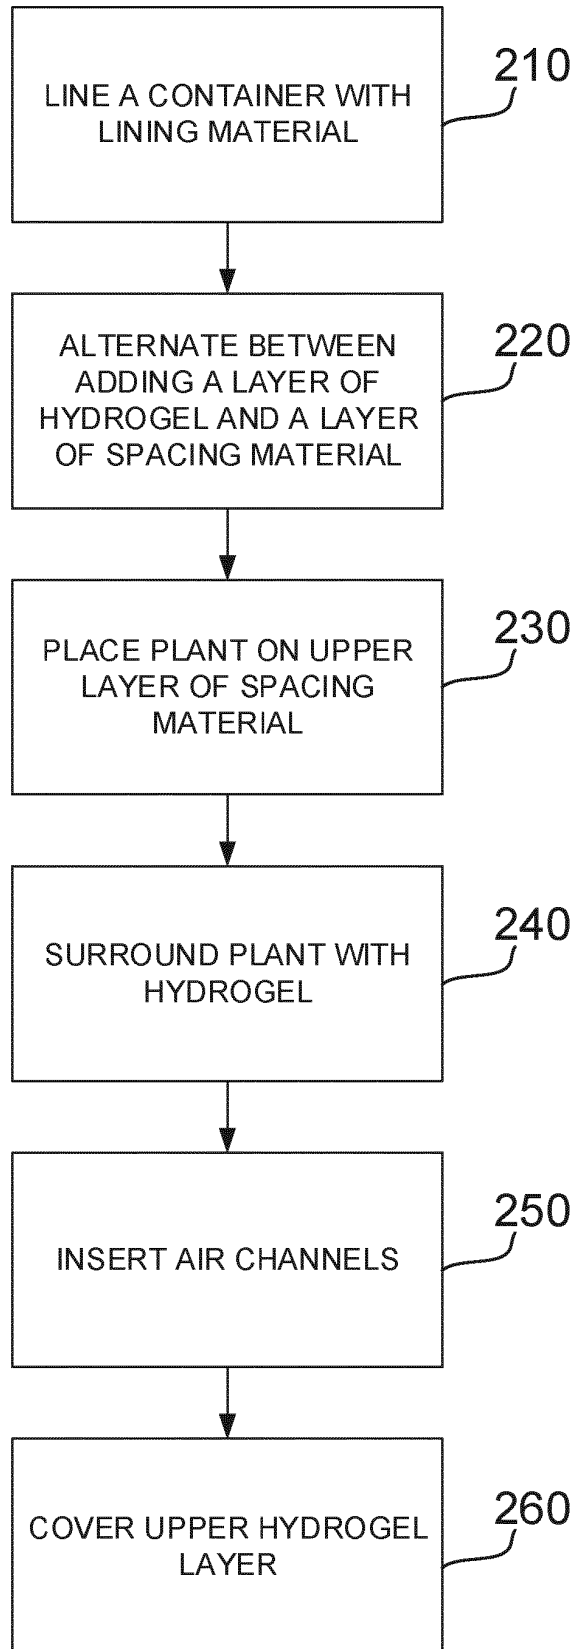 210
LINE A CONTAINER WITH
LINING MATERIAL
220
ALTERNATE BETWEEN
ADDING A LAYER OF
HYDROGEL AND A LAYER
OF SPACING MATERIAL
230
PLACE PLANT ON UPPER
LAYER OF SPACING
MATERIAL
240
SURROUND PLANT WITH
HYDROGEL
250
INSERT AIR CHANNELS
260
COVER UPPER HYDROGEL
LAYER